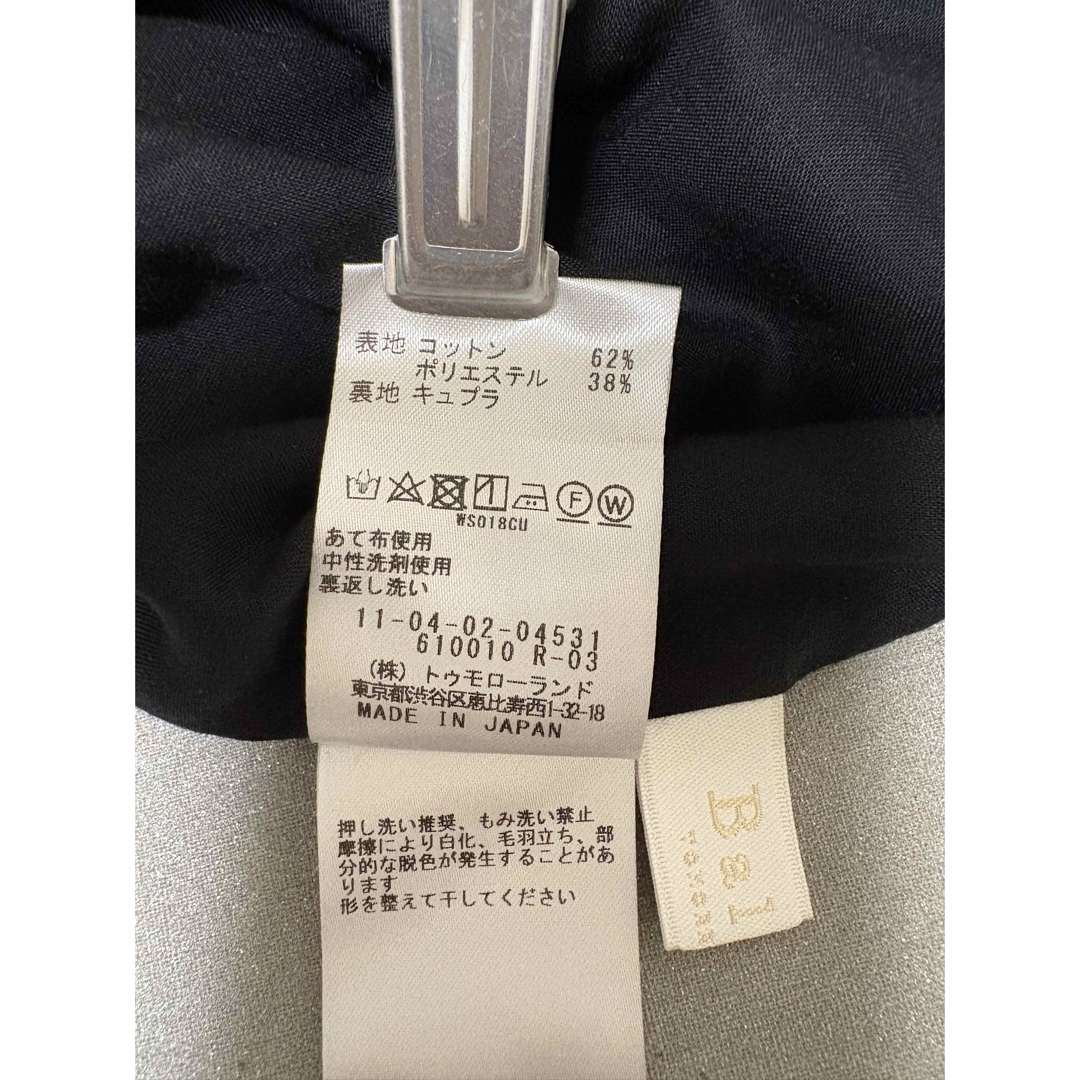 表地 コットン 62%
ポリエステル 38%
裏地 キュプラ
F W
WS018CU
あて布使用
中性洗剤使用
裏返し洗い
11-04-02-04531
610010 R-03
(株) トゥモローランド
東京都渋谷区恵比寿西1-32-18
MADE IN JAPAN
押し洗い推奨、もみ洗い禁止
摩擦により白化、毛羽立ち、部
分的な脱色が発生することがあ
ります
形を整えて干してください